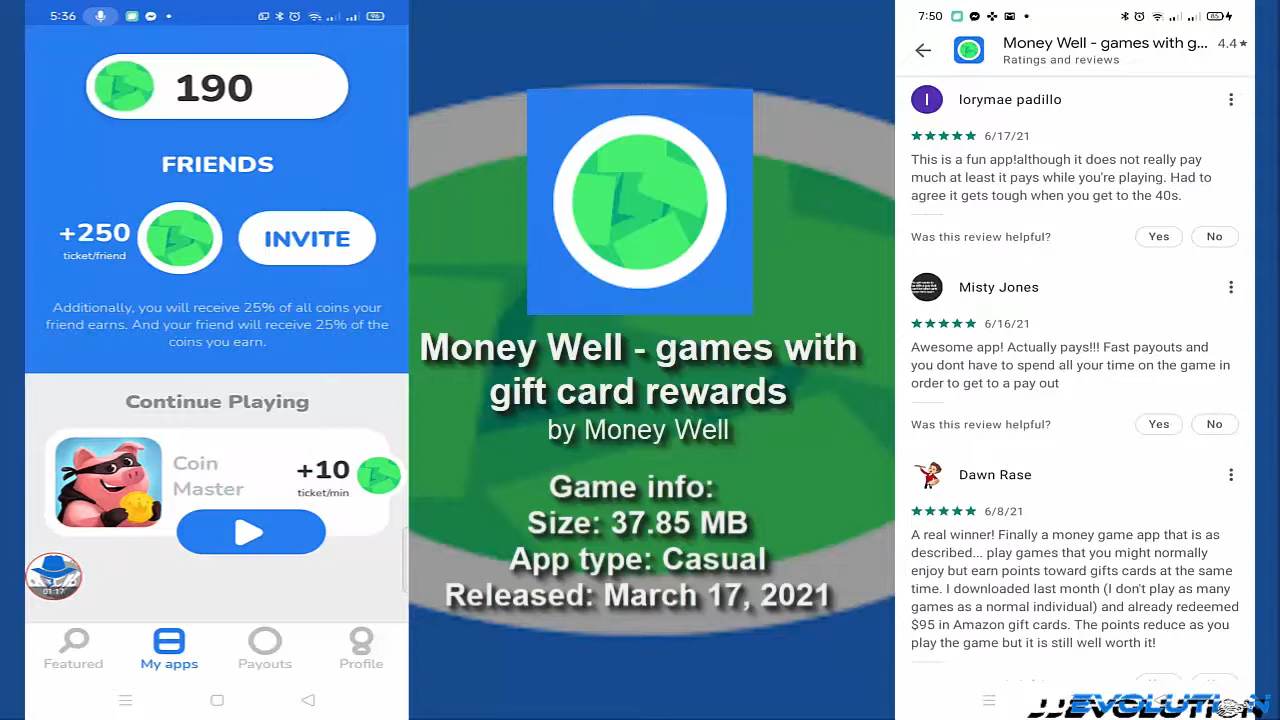 5:36
96
190
FRIENDS
+250
ticket/friend
INVITE
Additionally, you will receive 25% of all coins your
friend earns. And your friend will receive 25% of the
coins you earn.
Continue Playing
Coin
Master
+10
ticket/min
01:17
Featured
My apps
Payouts
Profile
Money Well - games with
gift card rewards
by Money Well
Game info:
Size: 37.85 MB
App type: Casual
Released: March 17, 2021
7:50
85
Money Well - games with g...
4.4★
Ratings and reviews
I
lorymae padillo
6/17/21
This is a fun app!although it does not really pay
much at least it pays while you're playing. Had to
agree it gets tough when you get to the 40s.
Was this review helpful?
Yes
No
Misty Jones
6/16/21
Awesome app! Actually pays!!! Fast payouts and
you dont have to spend all your time on the game in
order to get to a pay out
Was this review helpful?
Yes
No
Dawn Rase
6/8/21
A real winner! Finally a money game app that is as
described... play games that you might normally
enjoy but earn points toward gifts cards at the same
time. I downloaded last month (I don't play as many
games as a normal individual) and already redeemed
$95 in Amazon gift cards. The points reduce as you
play the game but it is still well worth it!
JJEVOLUTION